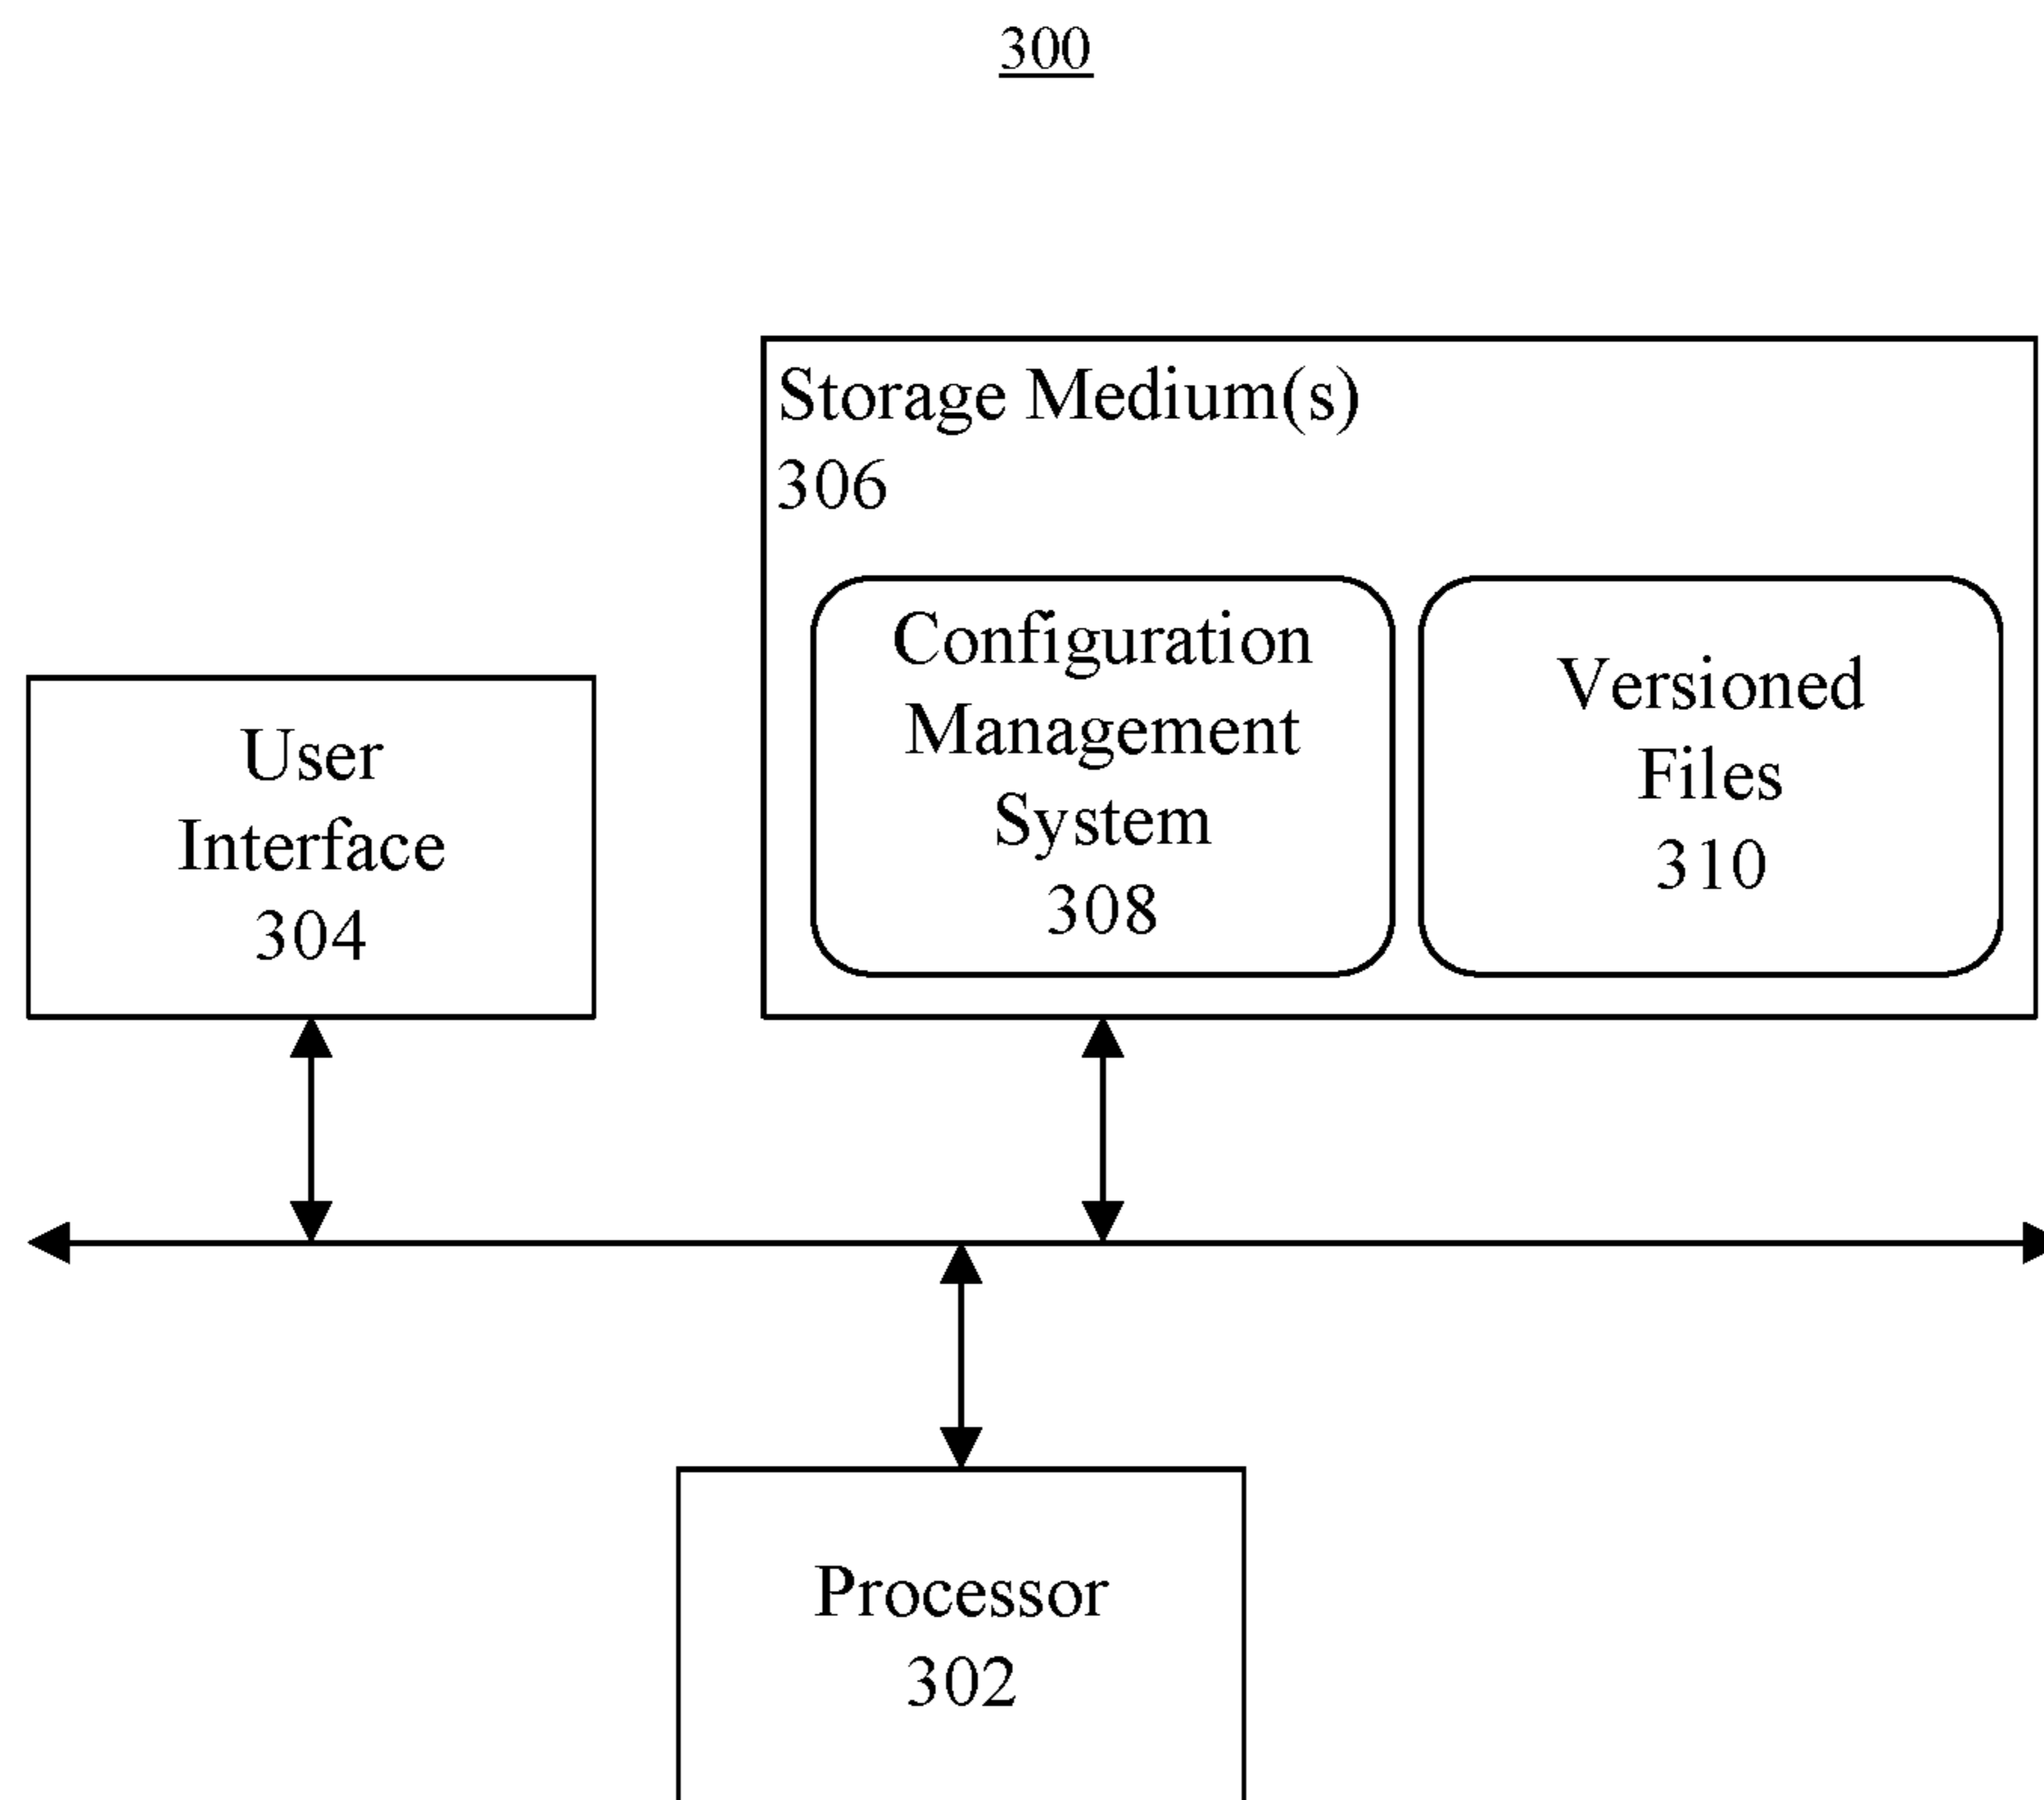 300
Storage Medium(s)
306
Configuration
Management
System
308
Versioned
Files
310
User
Interface
304
Processor
302